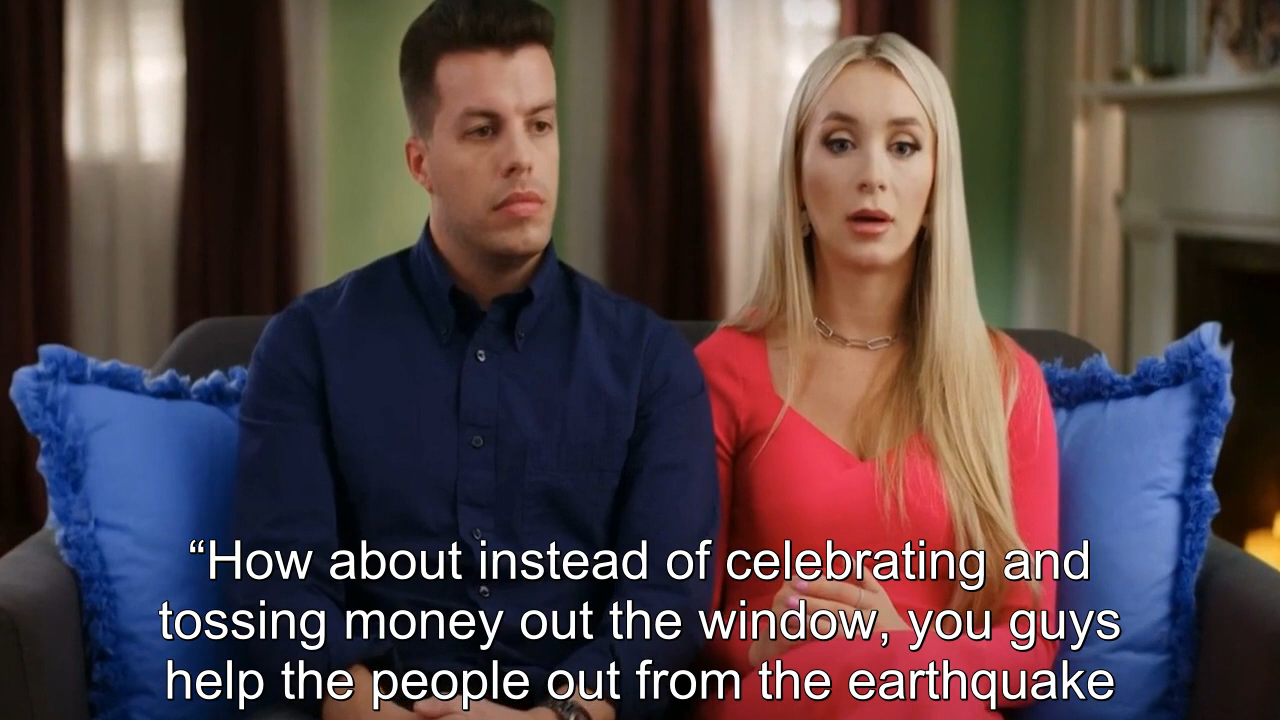 “How about instead of celebrating and
tossing money out the window, you guys
help the people out from the earthquake